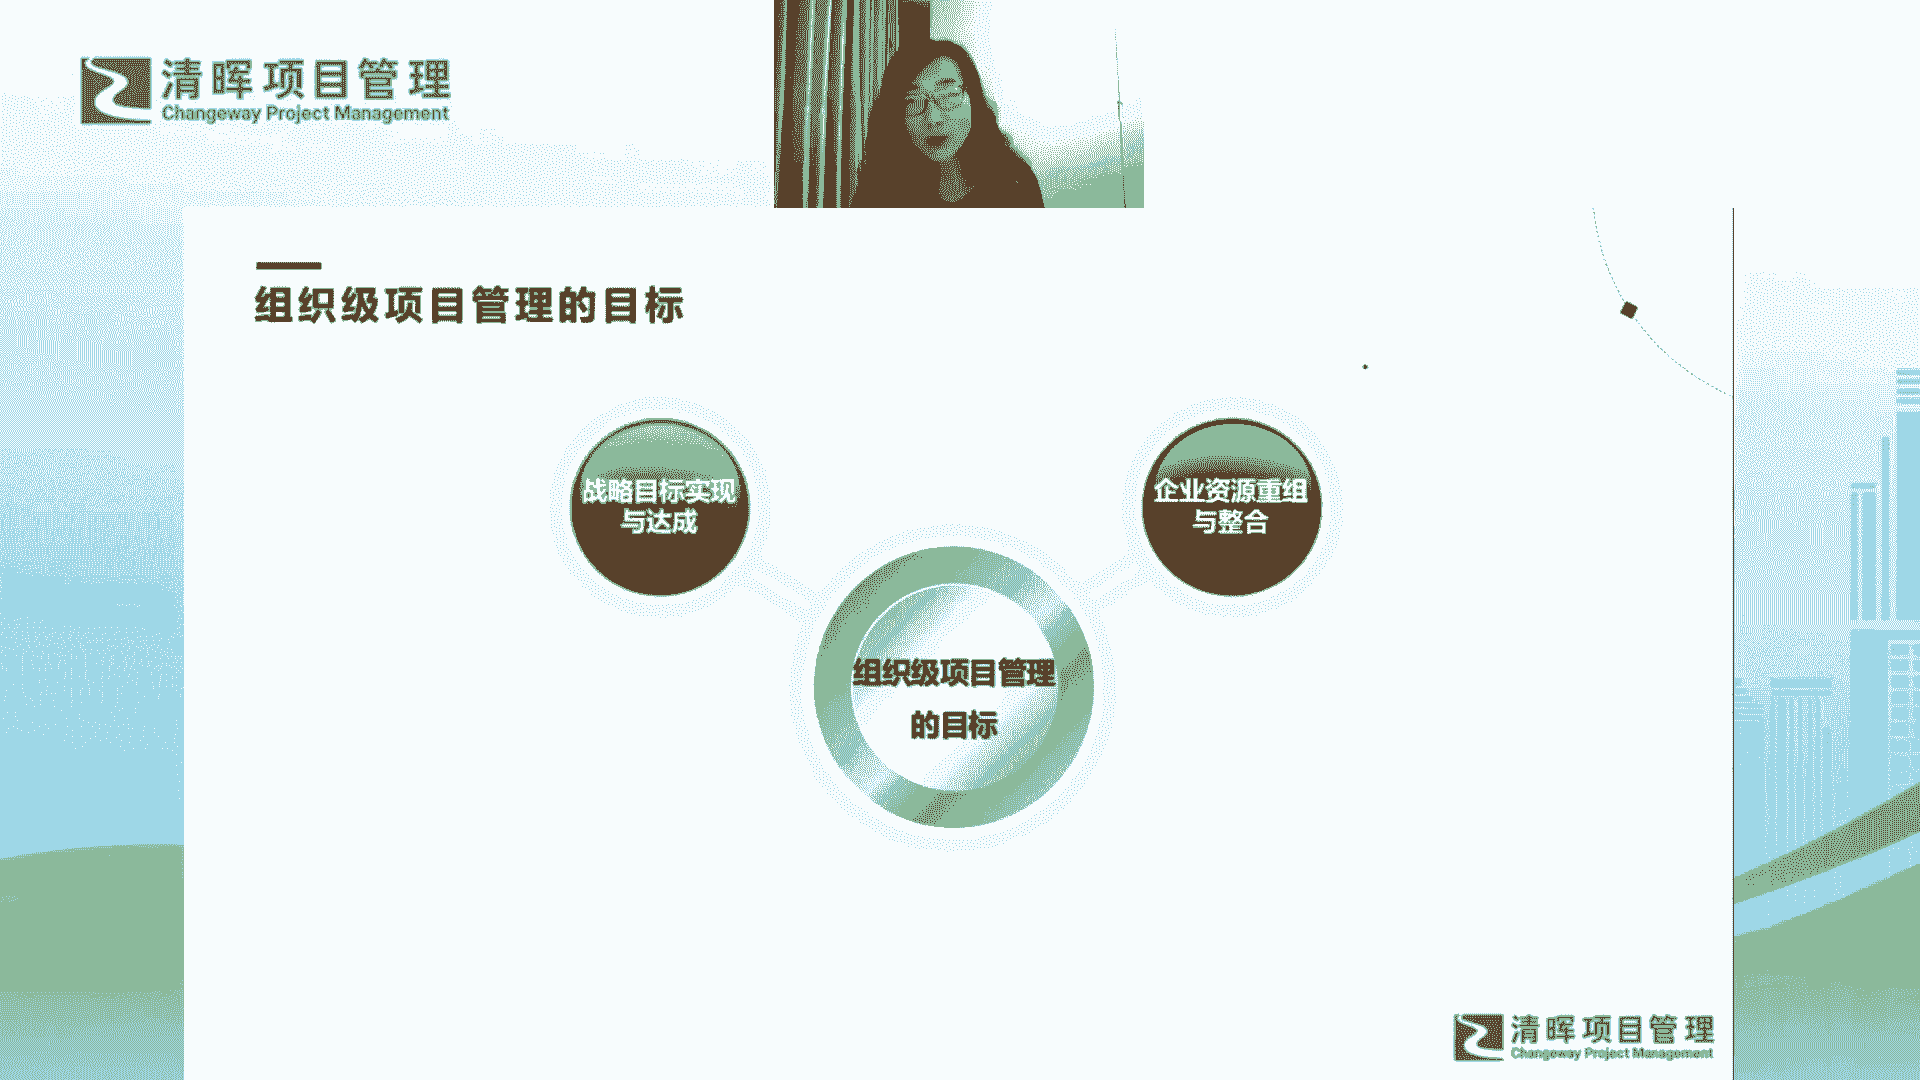 清晖项目管理
Changeway Project Management
组织级项目管理的目标
战略目标实现
与达成
企业资源重组
与整合
组织级项目管理
的目标
清晖项目管理
Changeway Project Management